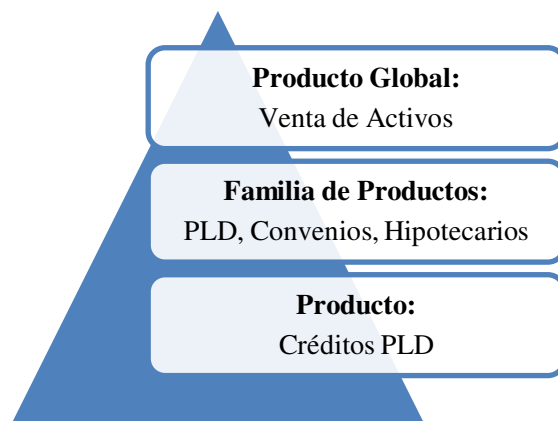 Producto Global:
Venta de Activos
Familia de Productos:
PLD, Convenios, Hipotecarios
Producto:
Créditos PLD